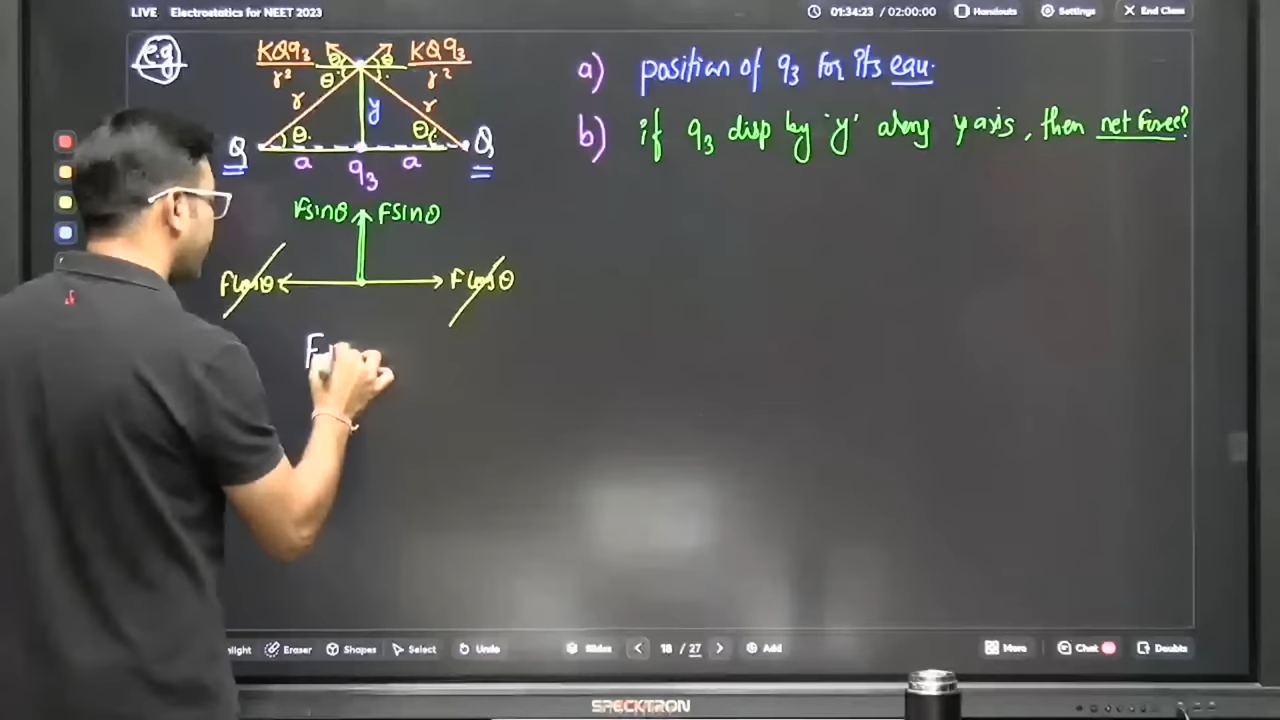 LIVE Electrostatics for NEET 2023
01:34:23 / 02:00:00 Handouts Settings End Class
e.g
KQq3 / r² θ θ KQq3 / r²
r θ y r
Q θ θ Q
a q3 a
Fsinθ Fsinθ
Fcosθ Fcosθ
F
a) position of q3 for its equ.
b) if q3 disp by 'y' along y axis, then net Force?
light Eraser Shapes Select Undo Slides 18 / 27 Add More Chat Doubts
SPECKTRON